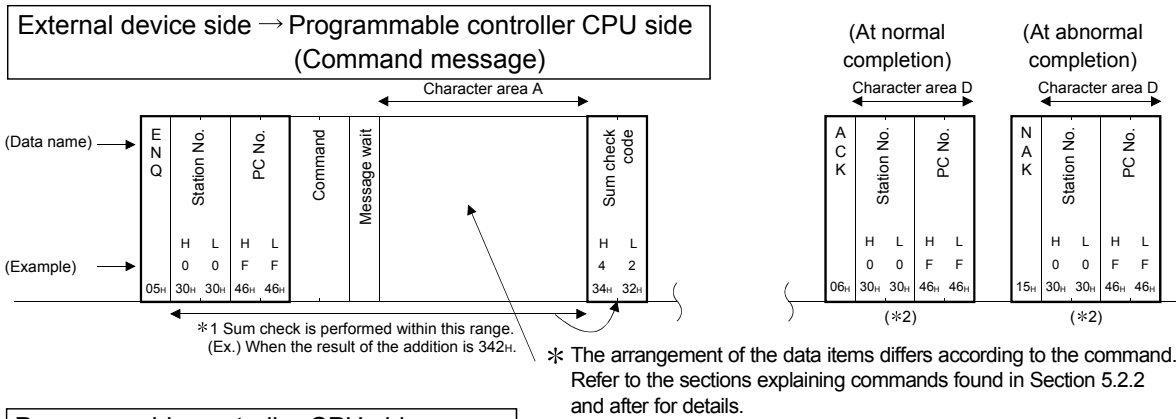 External device side → Programmable controller CPU side
(Command message)
(At normal
completion)
(At abnormal
completion)
Character area A
Character area D
Character area D
(Data name)
ENQ
Station No.
PC No.
Command
Message wait
Sum check
code
ACK
Station No.
PC No.
NAK
Station No.
PC No.
H L H L H L H L H L H L H L
(Example) 0 0 F F 4 2 0 0 F F 0 0 F F
05H 30H 30H 46H 46H 34H 32H 06H 30H 30H 46H 46H 15H 30H 30H 46H 46H
(*2) (*2)
*1 Sum check is performed within this range.
(Ex.) When the result of the addition is 342H.
* The arrangement of the data items differs according to the command.
Refer to the sections explaining commands found in Section 5.2.2
and after for details.